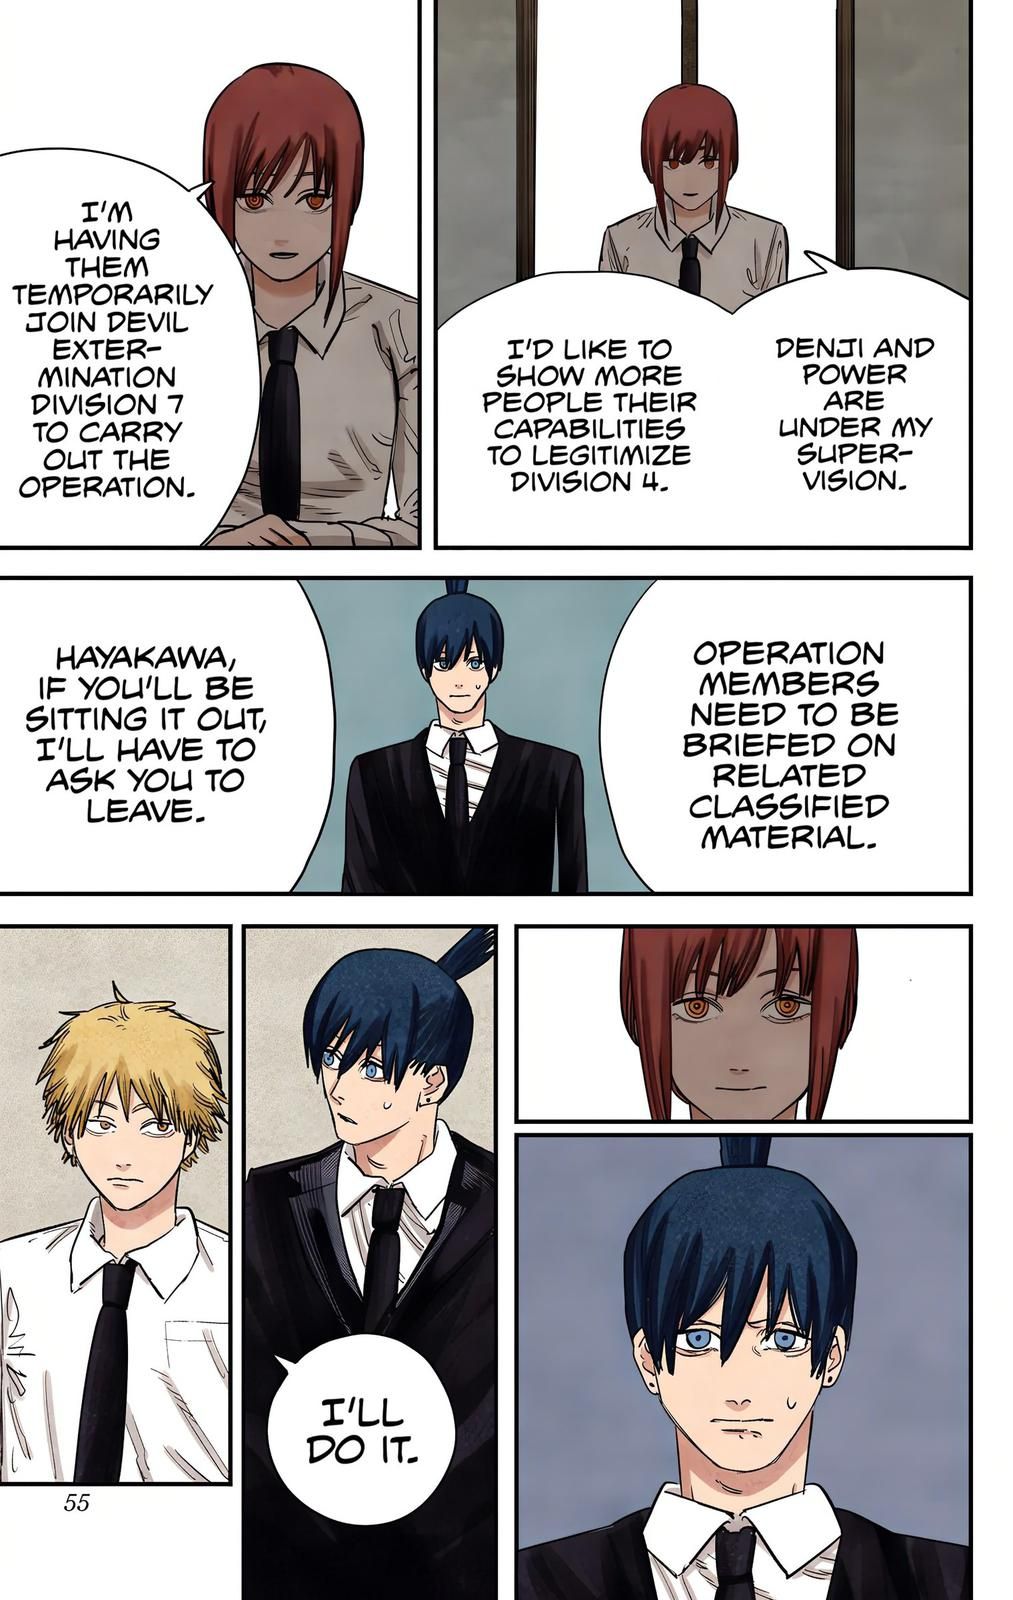 DENJI AND
POWER
ARE
UNDER MY
SUPER-
VISION.
I'D LIKE TO
SHOW MORE
PEOPLE THEIR
CAPABILITIES
TO LEGITIMIZE
DIVISION 4.
I'M
HAVING
THEM
TEMPORARILY
JOIN DEVIL
EXTER-
MINATION
DIVISION 7
TO CARRY
OUT THE
OPERATION.
OPERATION
MEMBERS
NEED TO BE
BRIEFED ON
RELATED
CLASSIFIED
MATERIAL.
HAYAKAWA,
IF YOU'LL BE
SITTING IT OUT,
I'LL HAVE TO
ASK YOU TO
LEAVE.
I'LL
DO IT.
55